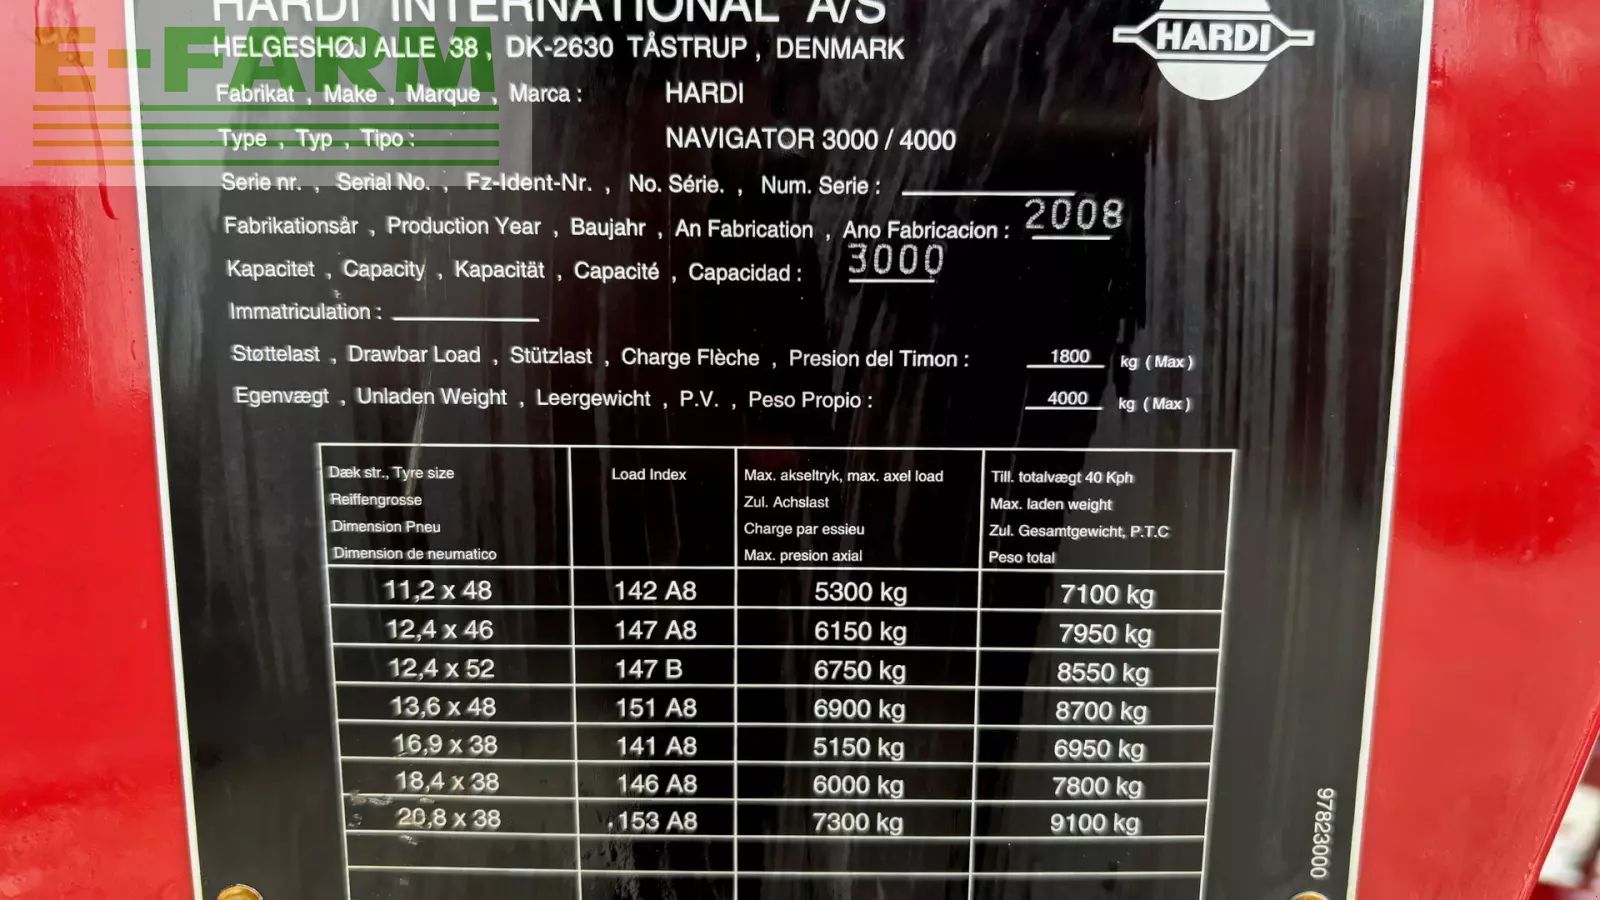 HARDI INTERNATIONAL A/S
HELGESHØJ ALLE 38 , DK-2630 TÅSTRUP , DENMARK
HARDI
E-FARM
Fabrikat , Make , Marque , Marca : HARDI
Type , Typ , Tipo : NAVIGATOR 3000 / 4000
Serie nr. , Serial No. , Fz-Ident-Nr. , No. Série. , Num. Serie :
Fabrikationsår , Production Year , Baujahr , An Fabrication , Ano Fabricacion : 2008
Kapacitet , Capacity , Kapacität , Capacité , Capacidad : 3000
Immatriculation :
Støttelast , Drawbar Load , Stützlast , Charge Flèche , Presion del Timon : 1800 kg ( Max )
Egenvægt , Unladen Weight , Leergewicht , P.V. , Peso Propio : 4000 kg ( Max )
Dæk str., Tyre size Load Index Max. akseltryk, max. axel load Till. totalvægt 40 Kph
Reiffengrosse Zul. Achslast Max. laden weight
Dimension Pneu Charge par essieu Zul. Gesamtgewicht, P.T.C
Dimension de neumatico Max. presion axial Peso total
11,2 x 48 142 A8 5300 kg 7100 kg
12,4 x 46 147 A8 6150 kg 7950 kg
12,4 x 52 147 B 6750 kg 8550 kg
13,6 x 48 151 A8 6900 kg 8700 kg
16,9 x 38 141 A8 5150 kg 6950 kg
18,4 x 38 146 A8 6000 kg 7800 kg
20,8 x 38 153 A8 7300 kg 9100 kg
97823000